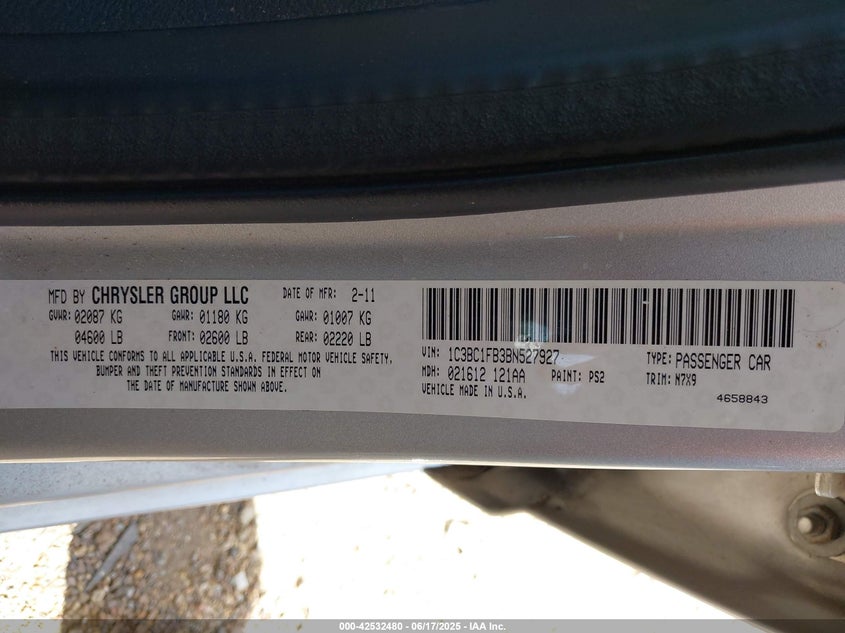 MFD BY CHRYSLER GROUP LLC DATE OF MFR: 2-11
GVWR: 02087 KG GAWR: 01180 KG GAWR: 01007 KG
04600 LB FRONT: 02600 LB REAR: 02220 LB
THIS VEHICLE CONFORMS TO ALL APPLICABLE U.S.A. FEDERAL MOTOR VEHICLE SAFETY,
BUMPER AND THEFT PREVENTION STANDARDS IN EFFECT ON
THE DATE OF MANUFACTURE SHOWN ABOVE.
VIN: 1C3BC1FB3BN527927 TYPE: PASSENGER CAR
MDH: 021612 121AA PAINT: PS2 TRIM: N7X9
VEHICLE MADE IN U.S.A.
4658843
000-42532480 - 06/17/2025 - IAA Inc.